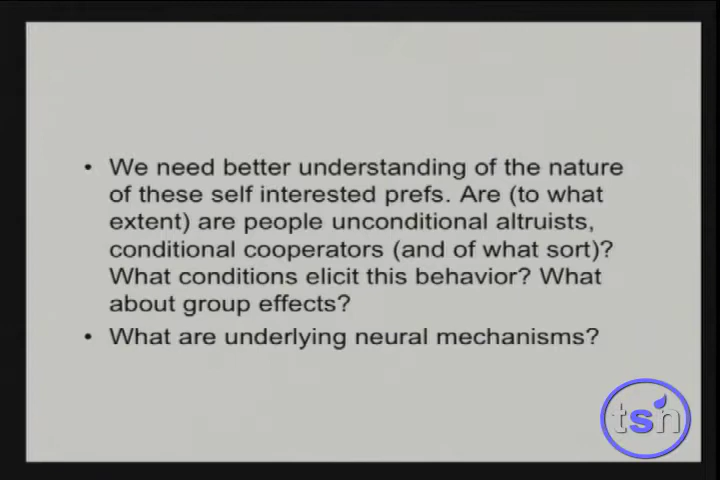 • We need better understanding of the nature
of these self interested prefs. Are (to what
extent) are people unconditional altruists,
conditional cooperators (and of what sort)?
What conditions elicit this behavior? What
about group effects?
• What are underlying neural mechanisms?
tsn